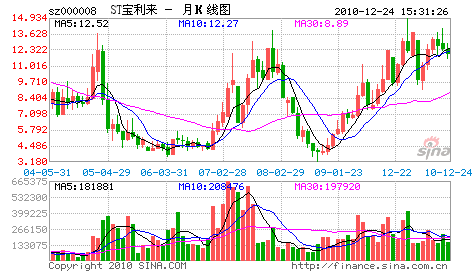 sz000008 ST宝利来 - 月K线图 2010-12-24 15:31:26
14.934 MA5:12.52 MA10:12.27 MA30:8.89
13.628
12.322
11.016
9.710
8.404
7.098
5.792
4.486
3.180
sina
04-05-31 05-04-29 06-03-31 07-02-28 08-02-29 09-01-23 12-22 10-12-24
665375 MA5:181881 MA10:208476 MA30:197920
532300
399225
266150
133075
Copyright 2010 SINA.COM http://finance.sina.com.cn